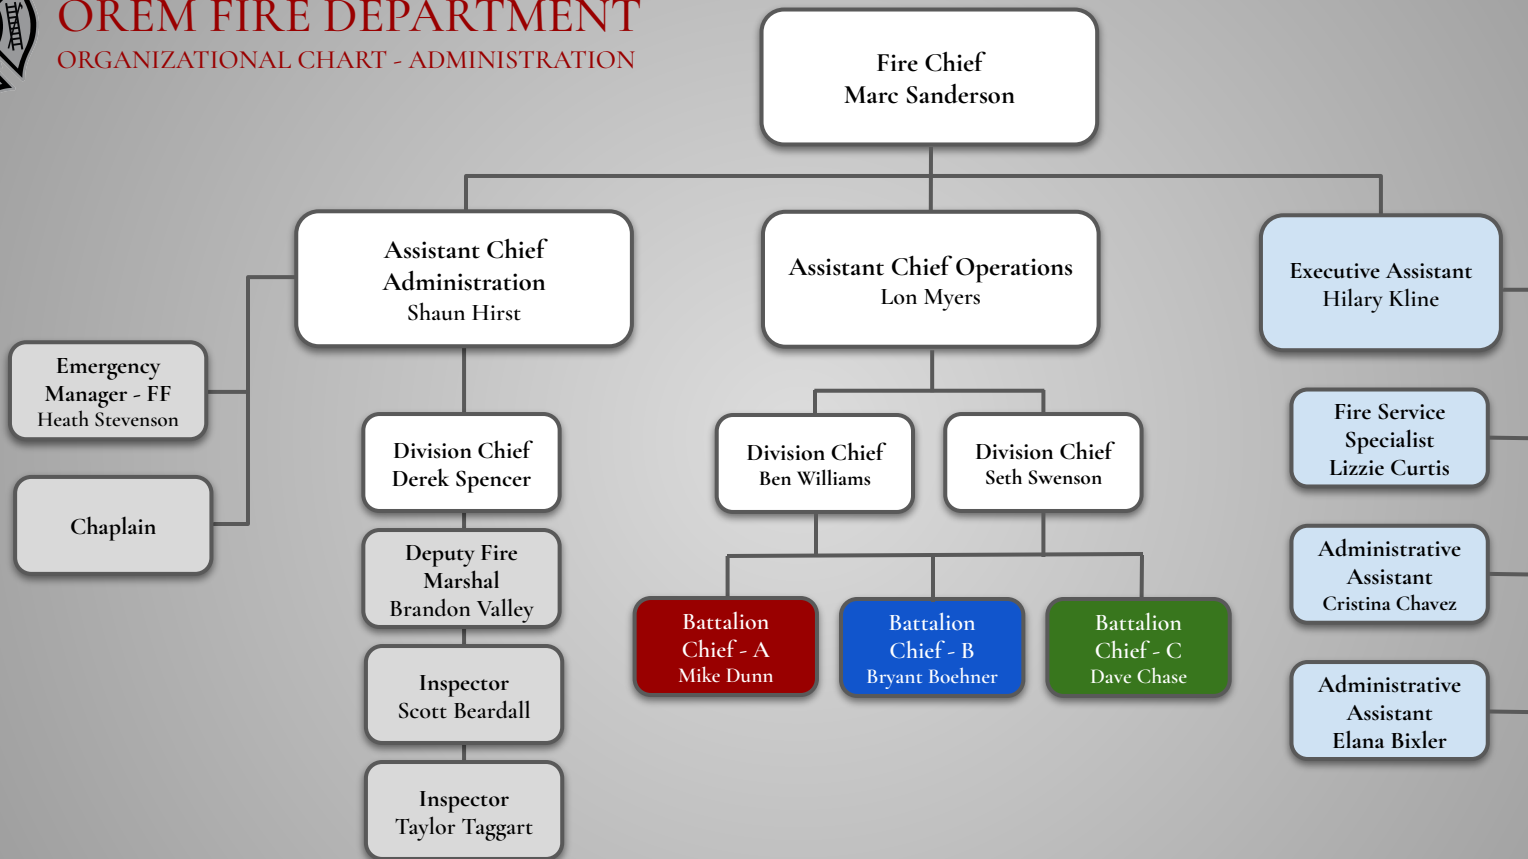 OREM FIRE DEPARTMENT
ORGANIZATIONAL CHART - ADMINISTRATION
Fire Chief
Marc Sanderson
Assistant Chief
Administration
Shaun Hirst
Assistant Chief Operations
Lon Myers
Executive Assistant
Hilary Kline
Emergency
Manager - FF
Heath Stevenson
Chaplain
Division Chief
Derek Spencer
Deputy Fire
Marshal
Brandon Valley
Inspector
Scott Beardall
Inspector
Taylor Taggart
Division Chief
Ben Williams
Division Chief
Seth Swenson
Battalion
Chief - A
Mike Dunn
Battalion
Chief - B
Bryant Boehner
Battalion
Chief - C
Dave Chase
Fire Service
Specialist
Lizzie Curtis
Administrative
Assistant
Cristina Chavez
Administrative
Assistant
Elana Bixler